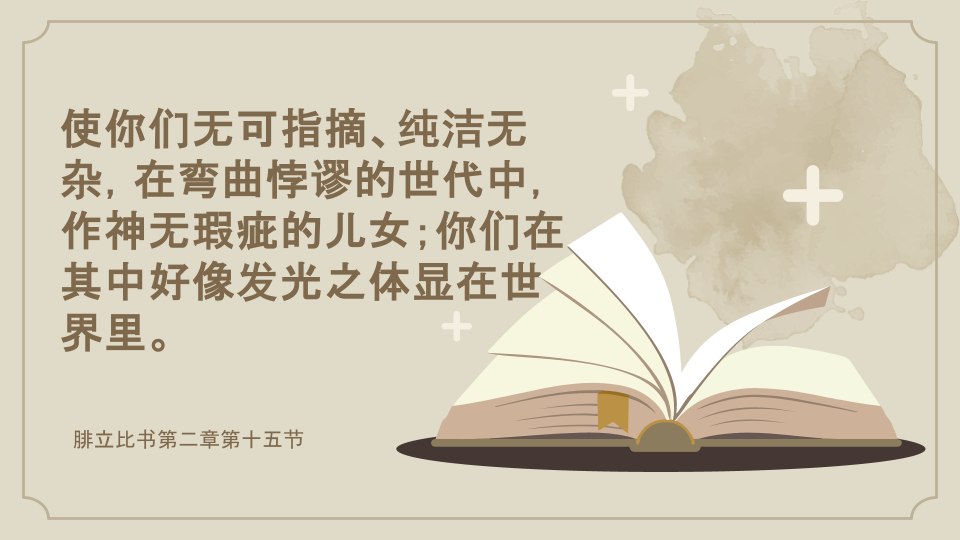 使你们无可指摘、纯洁无
杂, 在弯曲悖谬的世代中,
作神无瑕疵的儿女;你们在
其中好像发光之体显在世
界里。
腓立比书第二章第十五节